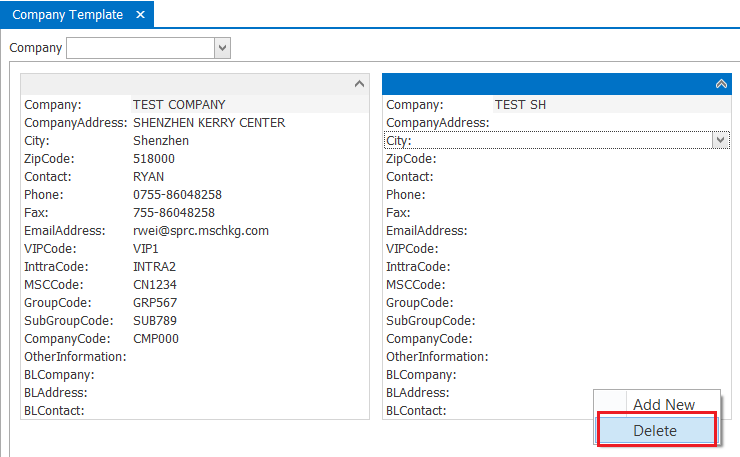 Company Template ×
Company
Company: TEST COMPANY
CompanyAddress: SHENZHEN KERRY CENTER
City: Shenzhen
ZipCode: 518000
Contact: RYAN
Phone: 0755-86048258
Fax: 755-86048258
EmailAddress: rwei@sprc.mschkg.com
VIPCode: VIP1
InttraCode: INTRA2
MSCCode: CN1234
GroupCode: GRP567
SubGroupCode: SUB789
CompanyCode: CMP000
OtherInformation:
BLCompany:
BLAddress:
BLContact:
Company: TEST SH
CompanyAddress:
City:
ZipCode:
Contact:
Phone:
Fax:
EmailAddress:
VIPCode:
InttraCode:
MSCCode:
GroupCode:
SubGroupCode:
CompanyCode:
OtherInformation:
BLCompany:
BLAddress:
BLContact:
Add New
Delete